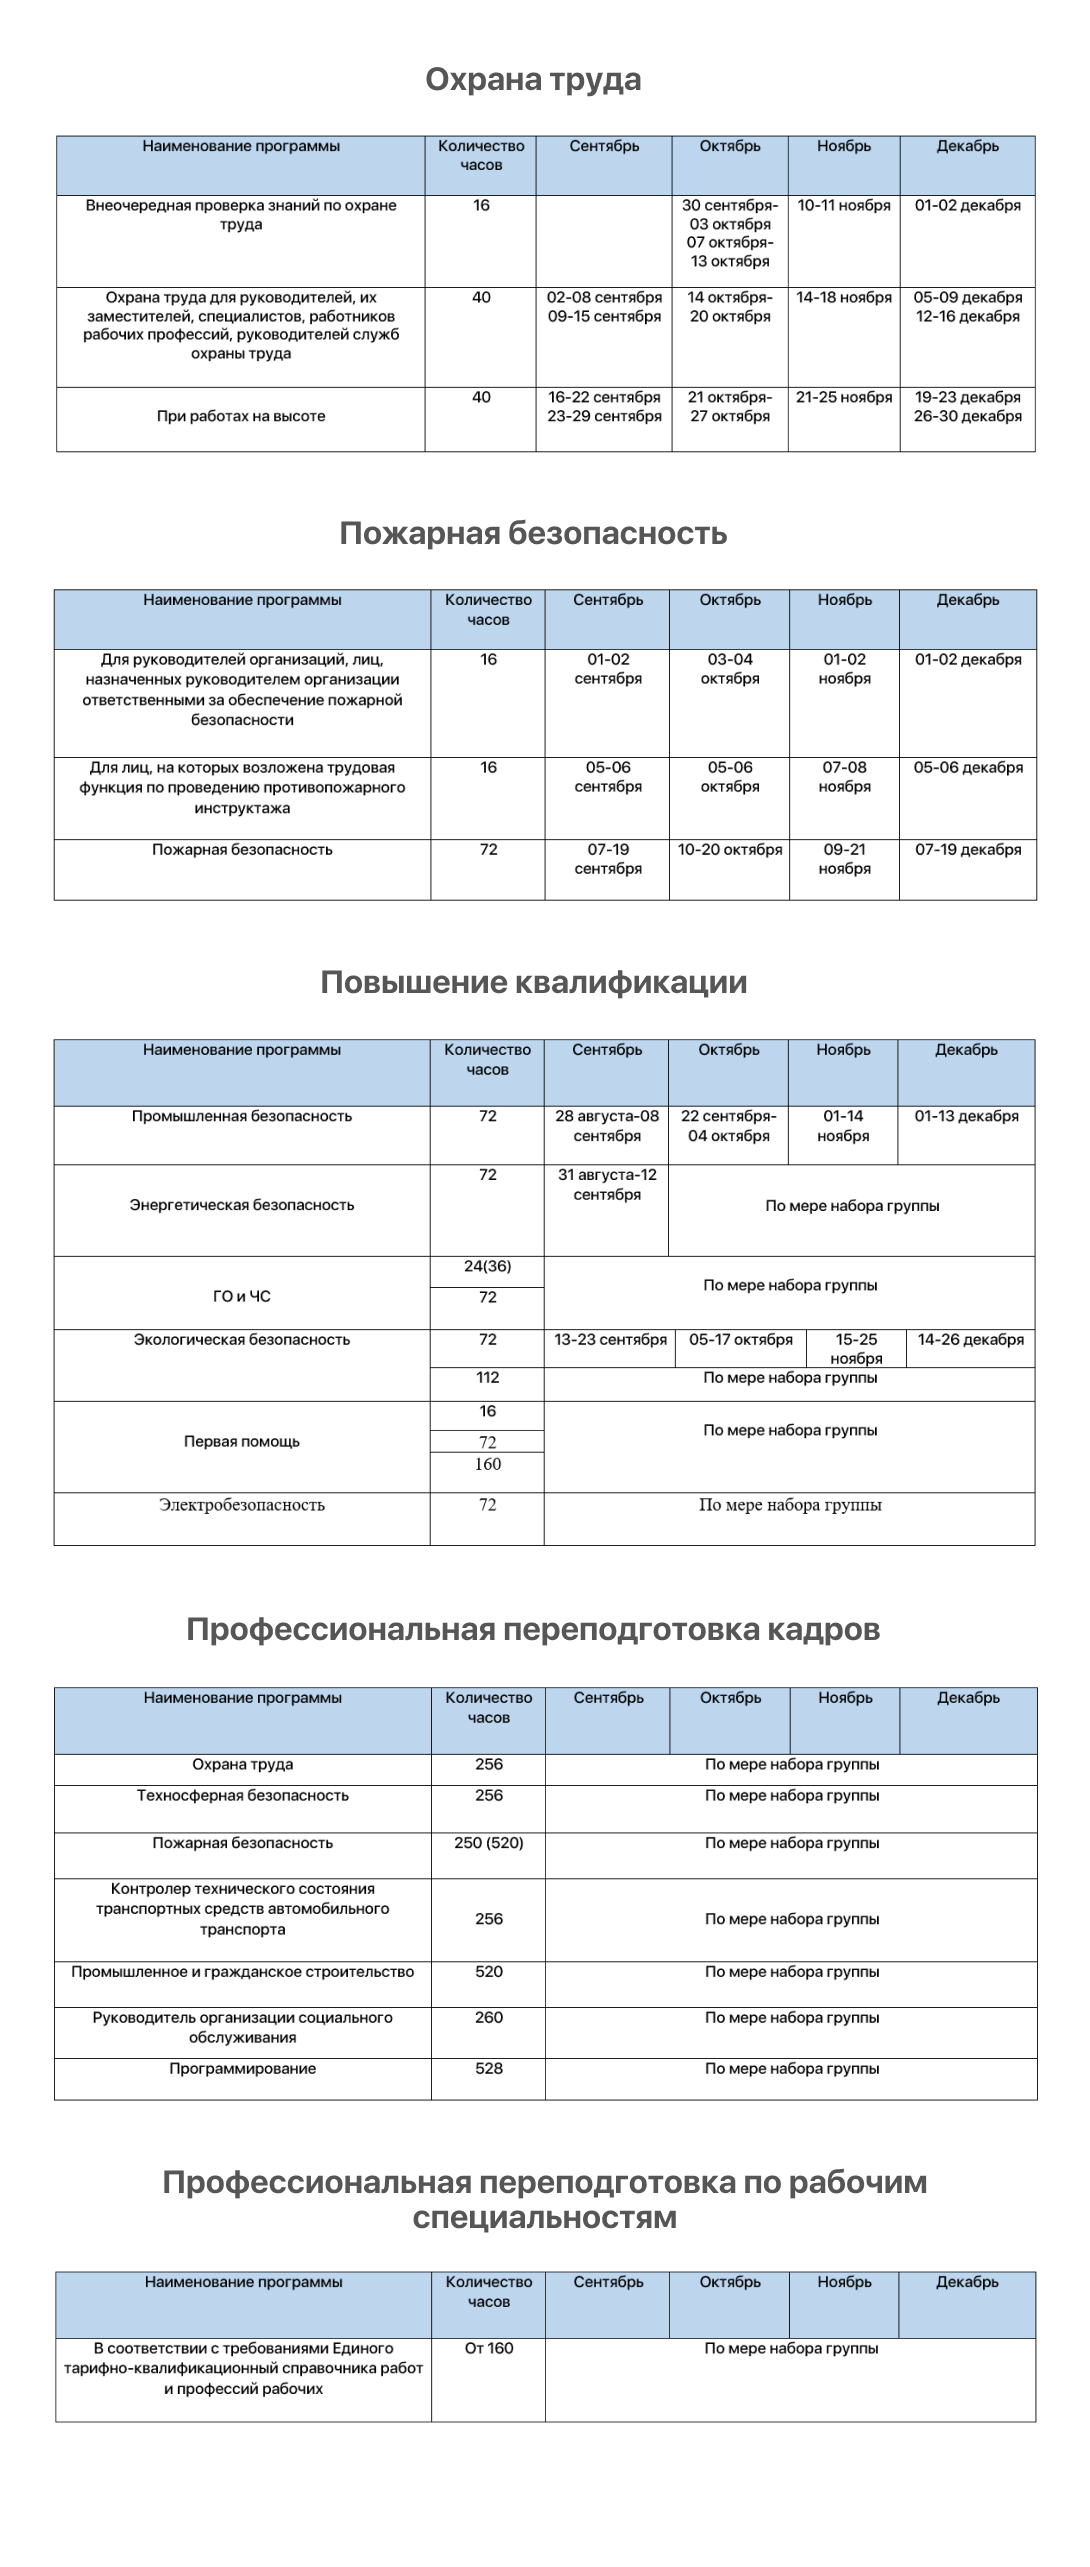 Охрана труда
Наименование программы
Количество
часов
Сентябрь
Октябрь
Ноябрь
Декабрь
Внеочередная проверка знаний по охране
труда
16
30 сентября-
03 октября
07 октября-
13 октября
10-11 ноября
01-02 декабря
Охрана труда для руководителей, их
заместителей, специалистов, работников
рабочих профессий, руководителей служб
охраны труда
40
02-08 сентября
09-15 сентября
14 октября-
20 октября
14-18 ноября
05-09 декабря
12-16 декабря
При работах на высоте
40
16-22 сентября
23-29 сентября
21 октября-
27 октября
21-25 ноября
19-23 декабря
26-30 декабря
Пожарная безопасность
Наименование программы
Количество
часов
Сентябрь
Октябрь
Ноябрь
Декабрь
Для руководителей организаций, лиц,
назначенных руководителем организации
ответственными за обеспечение пожарной
безопасности
16
01-02
сентября
03-04
октября
01-02
ноября
01-02 декабря
Для лиц, на которых возложена трудовая
функция по проведению противопожарного
инструктажа
16
05-06
сентября
05-06
октября
07-08
ноября
05-06 декабря
Пожарная безопасность
72
07-19
сентября
10-20 октября
09-21
ноября
07-19 декабря
Повышение квалификации
Наименование программы
Количество
часов
Сентябрь
Октябрь
Ноябрь
Декабрь
Промышленная безопасность
72
28 августа-08
сентября
22 сентября-
04 октября
01-14
ноября
01-13 декабря
Энергетическая безопасность
72
31 августа-12
сентября
По мере набора группы
ГО и ЧС
24(36)
72
По мере набора группы
Экологическая безопасность
72
13-23 сентября
05-17 октября
15-25
ноября
14-26 декабря
112
По мере набора группы
Первая помощь
16
72
160
По мере набора группы
Электробезопасность
72
По мере набора группы
Профессиональная переподготовка кадров
Наименование программы
Количество
часов
Сентябрь
Октябрь
Ноябрь
Декабрь
Охрана труда
256
По мере набора группы
Техносферная безопасность
256
По мере набора группы
Пожарная безопасность
250 (520)
По мере набора группы
Контролер технического состояния
транспортных средств автомобильного
транспорта
256
По мере набора группы
Промышленное и гражданское строительство
520
По мере набора группы
Руководитель организации социального
обслуживания
260
По мере набора группы
Программирование
528
По мере набора группы
Профессиональная переподготовка по рабочим
специальностям
Наименование программы
Количество
часов
Сентябрь
Октябрь
Ноябрь
Декабрь
В соответствии с требованиями Единого
тарифно-квалификационный справочника работ
и профессий рабочих
От 160
По мере набора группы